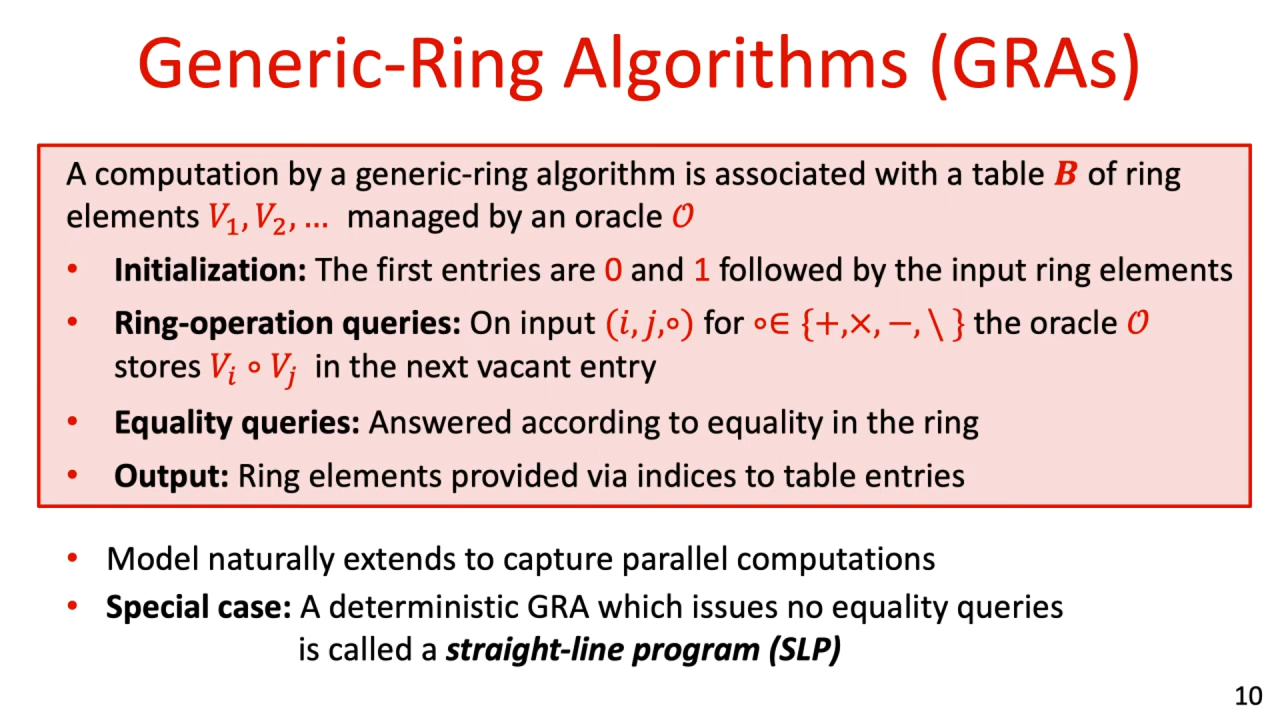 Generic-Ring Algorithms (GRAs)
A computation by a generic-ring algorithm is associated with a table B of ring
elements V₁, V₂, … managed by an oracle 𝒪
• Initialization: The first entries are 0 and 1 followed by the input ring elements
• Ring-operation queries: On input (i, j,∘) for ∘∈ {+,×, −, \ } the oracle 𝒪
stores Vᵢ ∘ Vⱼ in the next vacant entry
• Equality queries: Answered according to equality in the ring
• Output: Ring elements provided via indices to table entries
• Model naturally extends to capture parallel computations
• Special case: A deterministic GRA which issues no equality queries
is called a straight-line program (SLP)
10